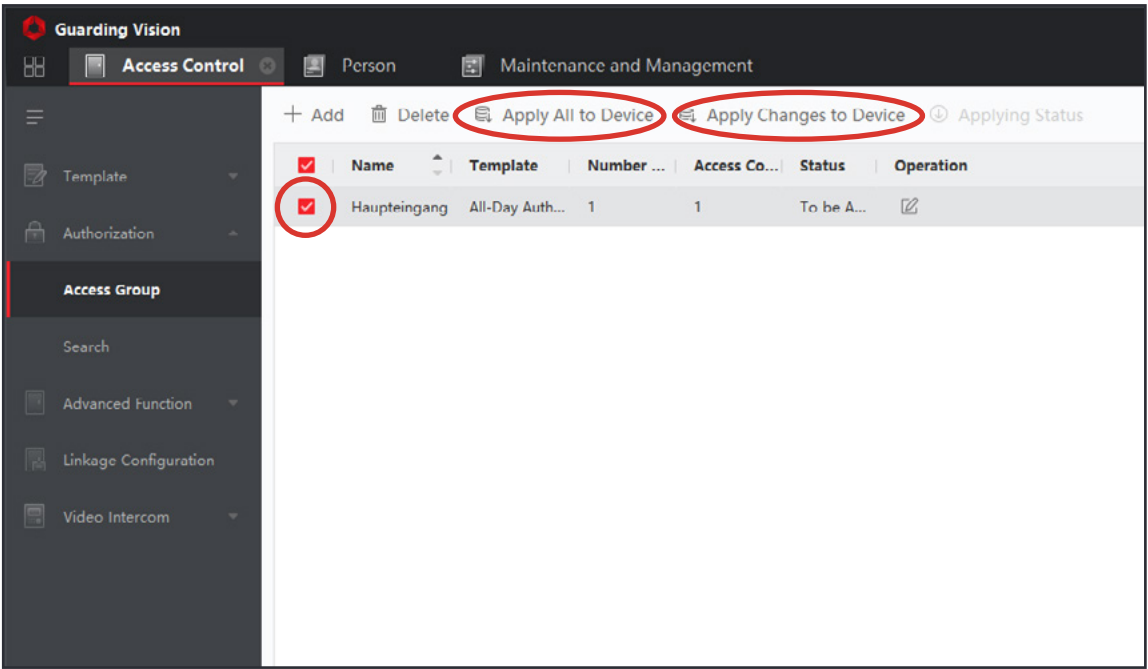 Guarding Vision
Access Control Person Maintenance and Management
Add Delete Apply All to Device Apply Changes to Device Applying Status
Name Template Number ... Access Co... Status Operation
Haupteingang All-Day Auth... 1 1 To be A...
Template
Authorization
Access Group
Search
Advanced Function
Linkage Configuration
Video Intercom